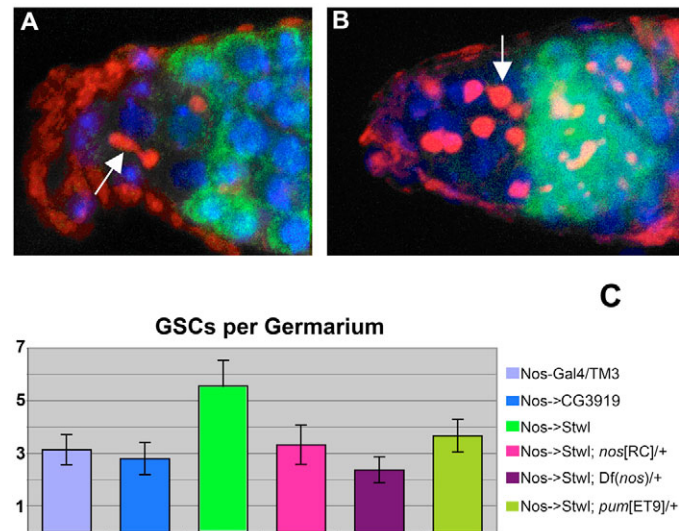 A
B
C
GSCs per Germarium
7
5
3
1
Nos-Gal4/TM3
Nos->CG3919
Nos->Stwl
Nos->Stwl; nos[RC]/+
Nos->Stwl; Df(nos)/+
Nos->Stwl; pum[ET9]/+